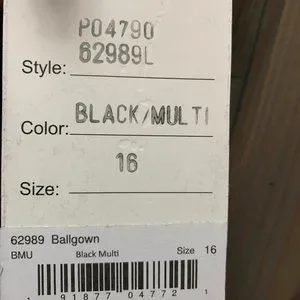 P04790
62989L
Style:
BLACK/MULTI
Color:
16
Size:
62989 Ballgown
BMU Black Multi Size 16
1 91877 04772 1